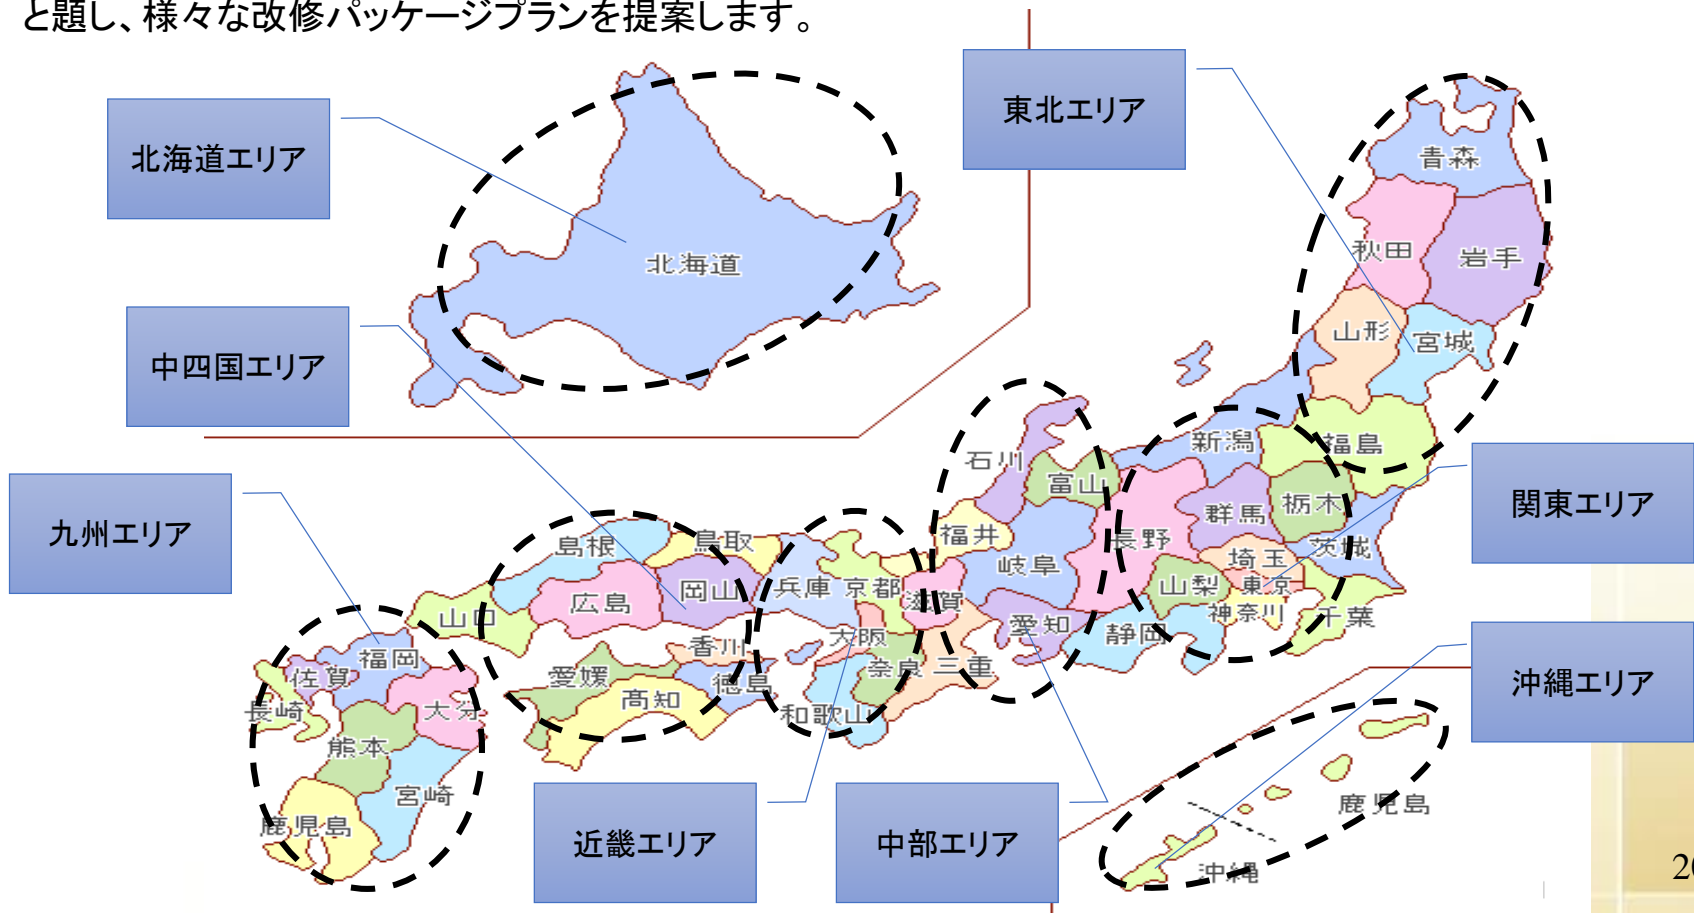 と題し、様々な改修パッケージプランを提案します。
東北エリア
北海道エリア
青森
秋田
岩手
北海道
山形
宮城
中四国エリア
新潟
福島
石川
富山
関東エリア
群馬
栃木
九州エリア
福井
長野
茨城
島根
鳥取
岐阜
埼玉
兵庫
京都
山梨
東京
岡山
広島
滋賀
神奈川
千葉
山口
愛知
静岡
大阪
香川
福岡
佐賀
愛媛
徳島
奈良
三重
沖縄エリア
高知
長崎
大分
和歌山
熊本
宮崎
鹿児島
鹿児島
近畿エリア
中部エリア
沖縄